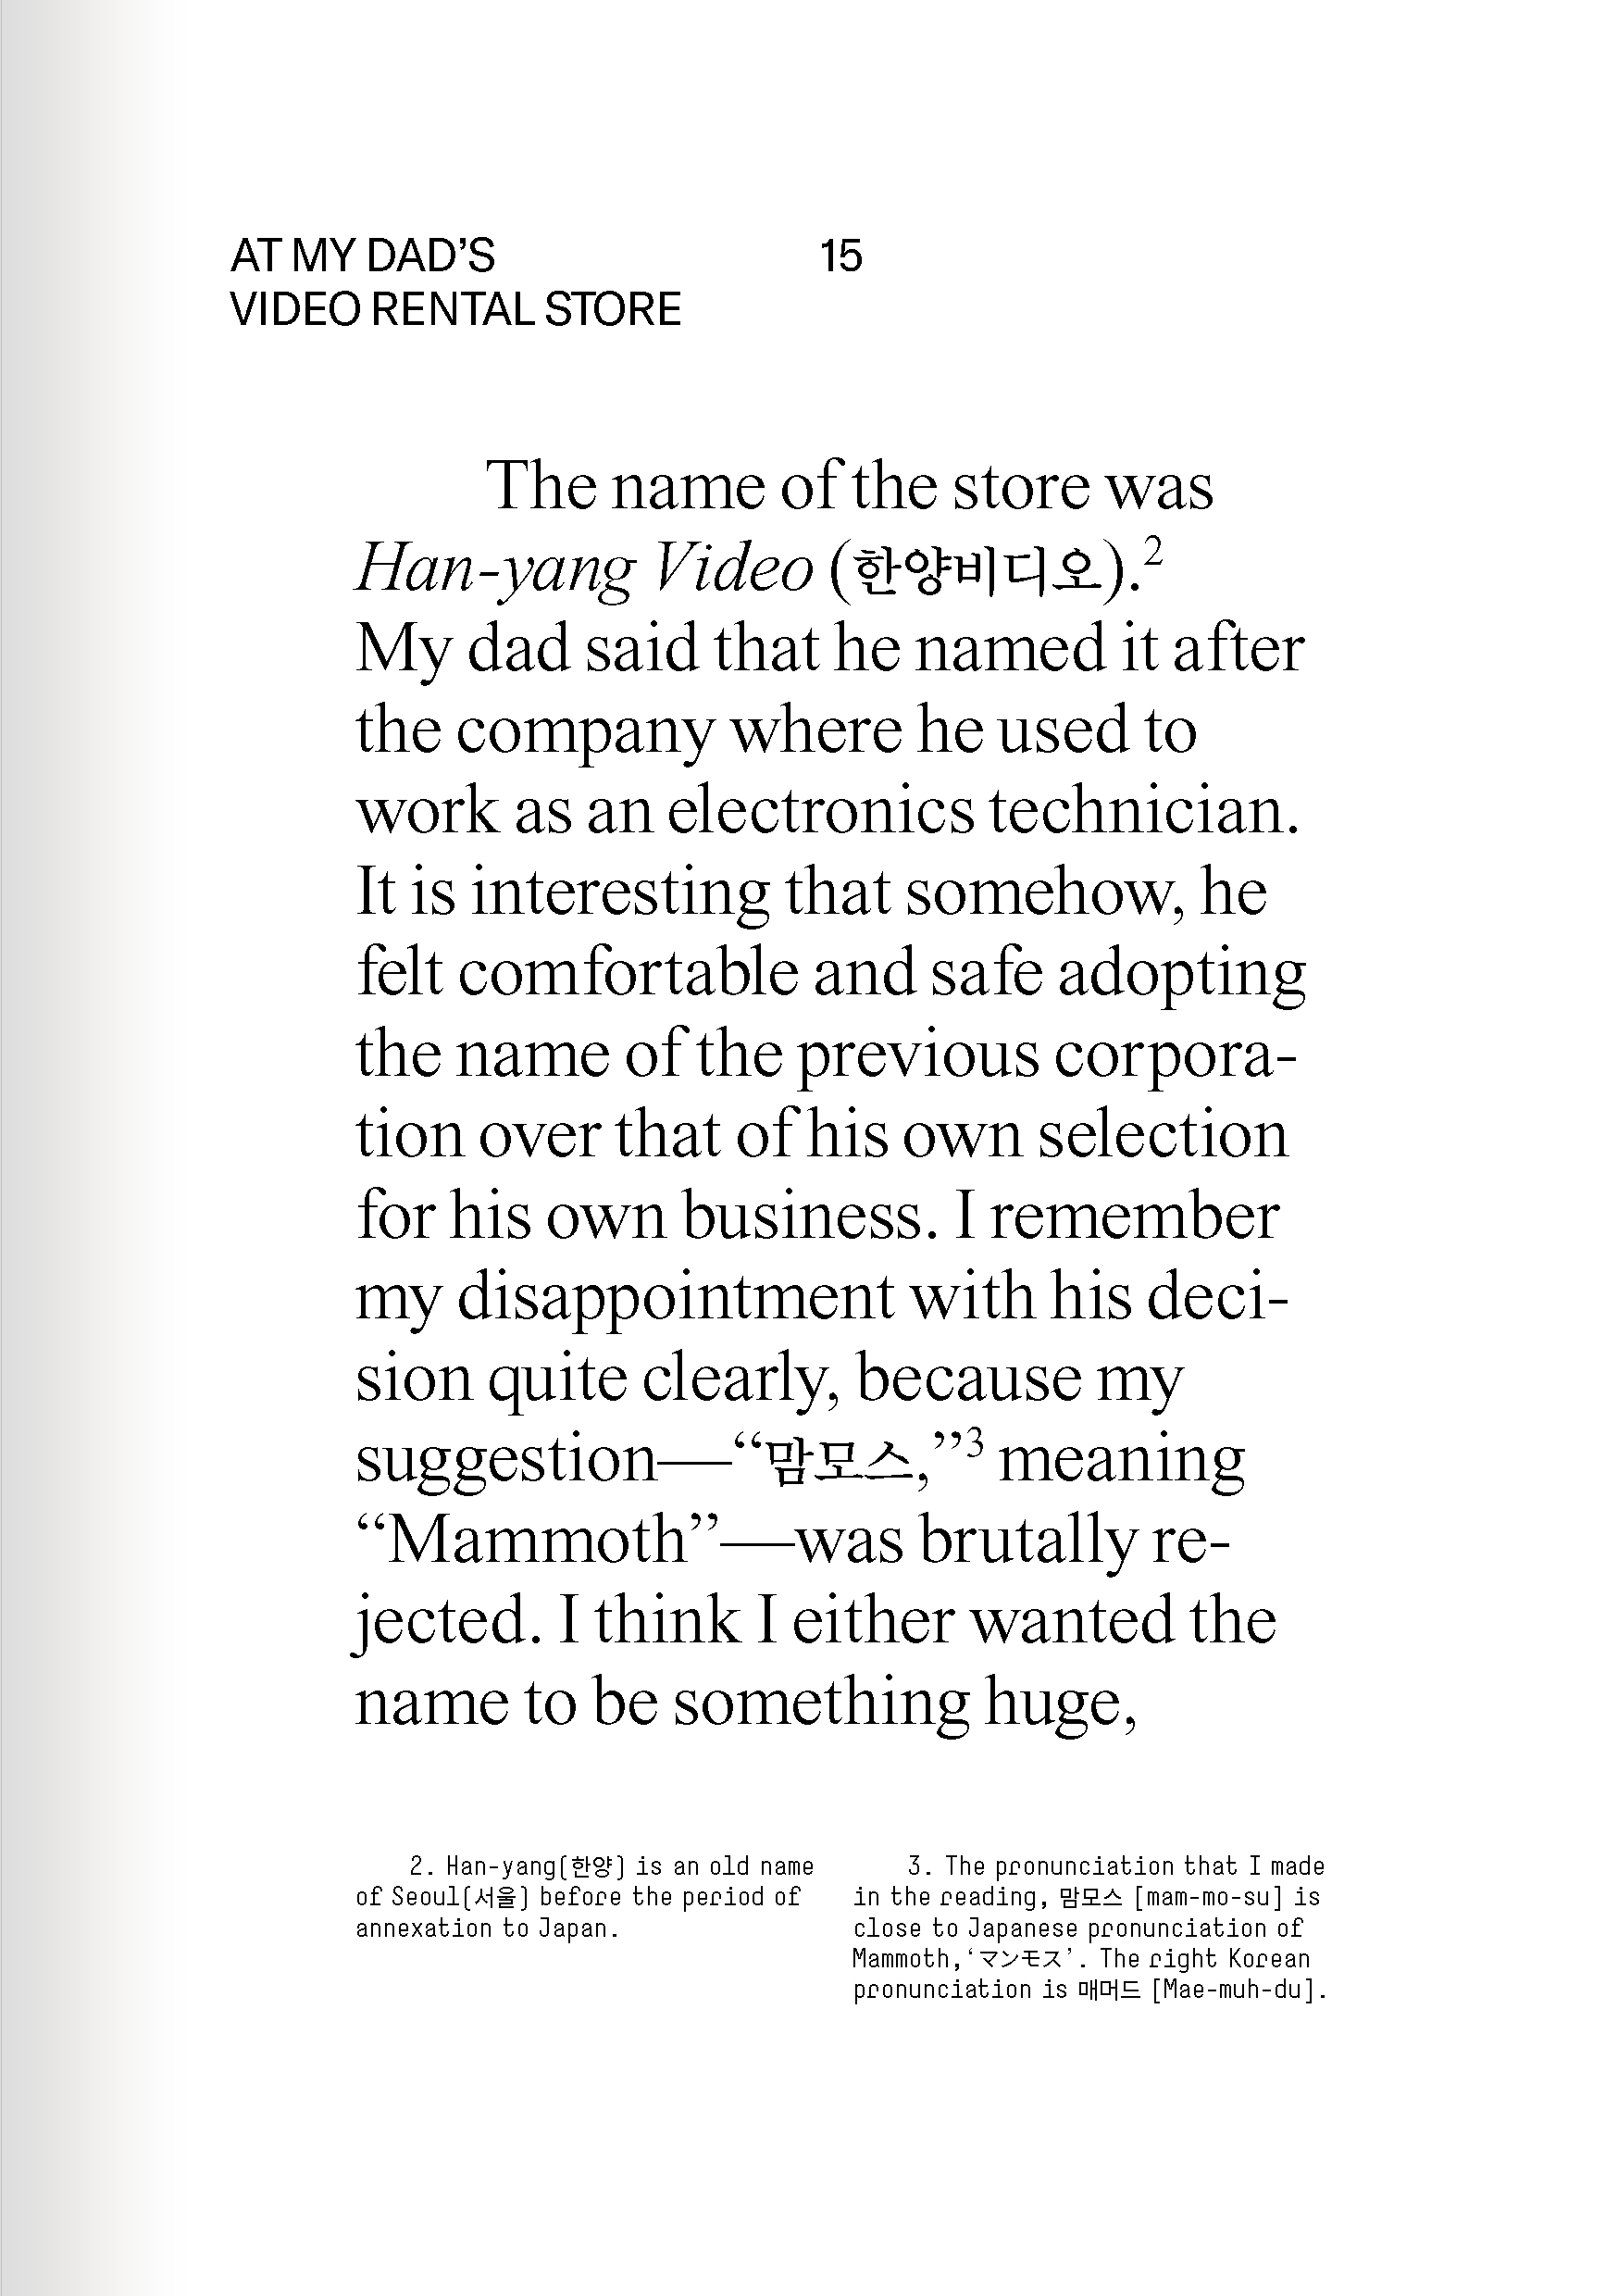 AT MY DAD’S
VIDEO RENTAL STORE
15
The name of the store was
Han-yang Video (한양비디오).2
My dad said that he named it after
the company where he used to
work as an electronics technician.
It is interesting that somehow, he
felt comfortable and safe adopting
the name of the previous corpora-
tion over that of his own selection
for his own business. I remember
my disappointment with his deci-
sion quite clearly, because my
suggestion—“맘모스,”3 meaning
“Mammoth”—was brutally re-
jected. I think I either wanted the
name to be something huge,
2. Han-yang(한양) is an old name
of Seoul(서울) before the period of
annexation to Japan.
3. The pronunciation that I made
in the reading, 맘모스 [mam-mo-su] is
close to Japanese pronunciation of
Mammoth,‘マンモス’. The right Korean
pronunciation is 매머드 [Mae-muh-du].